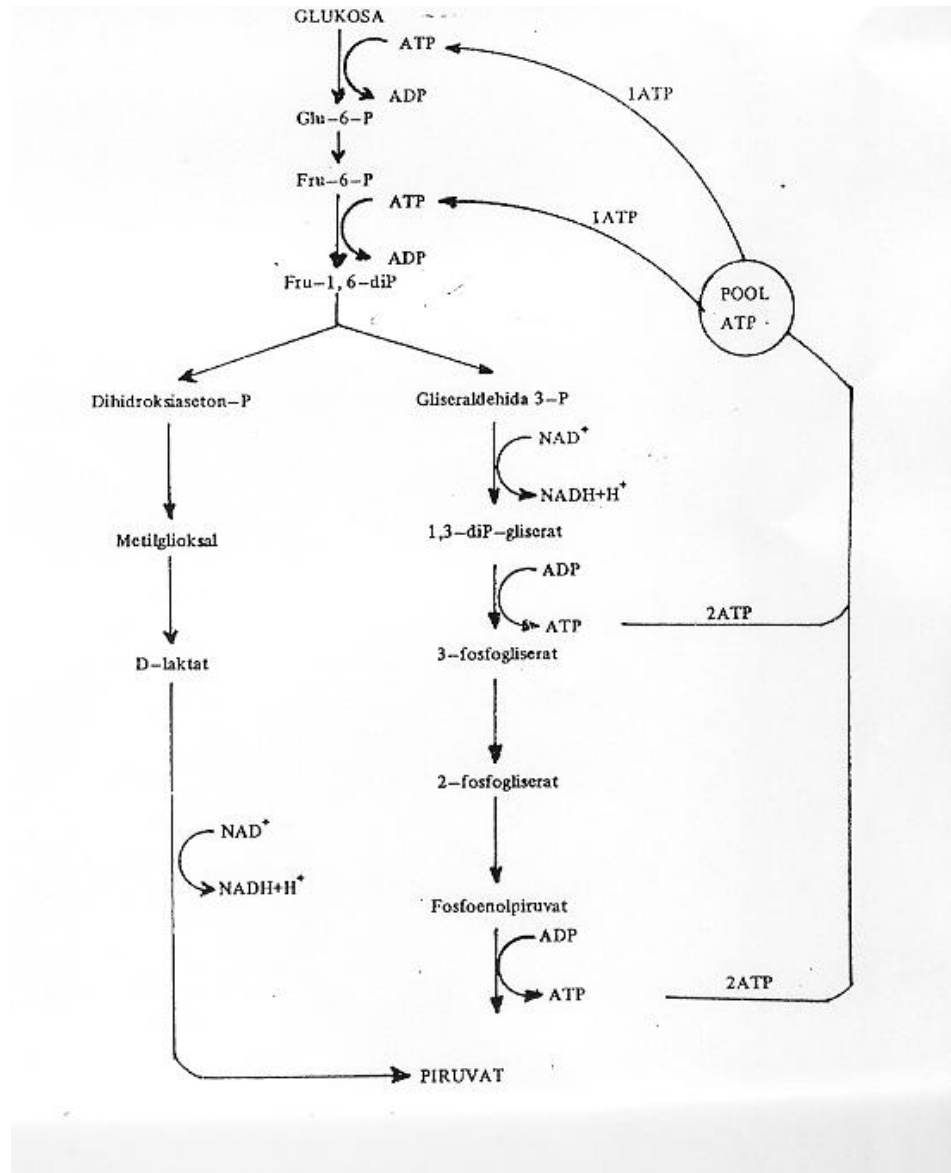 GLUKOSA
ATP
1ATP
ADP
Glu-6-P
Fru-6-P
ATP
1ATP
ADP
Fru-1,6-diP
POOL
ATP
Dihidroksiaseton-P
Gliseraldehida 3-P
NAD+
NADH+H+
Metilglioksal
1,3-diP-gliserat
ADP
ATP
2ATP
D-laktat
3-fosfogliserat
2-fosfogliserat
NAD+
NADH+H+
Fosfoenolpiruvat
ADP
ATP
2ATP
PIRUVAT